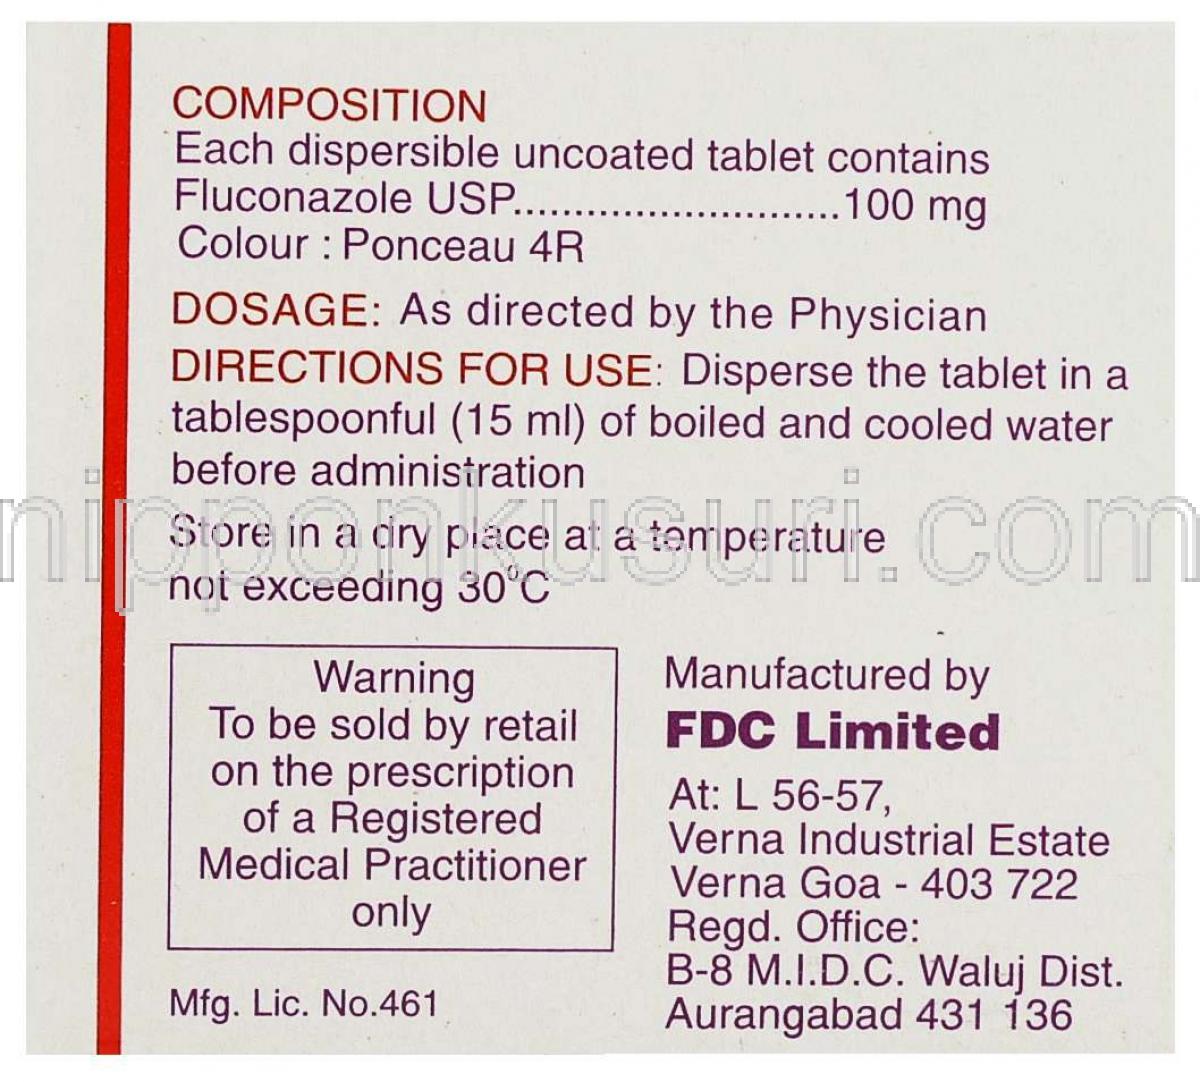 COMPOSITION
Each dispersible uncoated tablet contains
Fluconazole USP...........................100 mg
Colour : Ponceau 4R
DOSAGE: As directed by the Physician
DIRECTIONS FOR USE: Disperse the tablet in a
tablespoonful (15 ml) of boiled and cooled water
before administration
nipponkusuri.com
Store in a dry place at a temperature
not exceeding 30°C
Warning
To be sold by retail
on the prescription
of a Registered
Medical Practitioner
only
Mfg. Lic. No.461
Manufactured by
FDC Limited
At: L 56-57,
Verna Industrial Estate
Verna Goa - 403 722
Regd. Office:
B-8 M.I.D.C. Waluj Dist.
Aurangabad 431 136